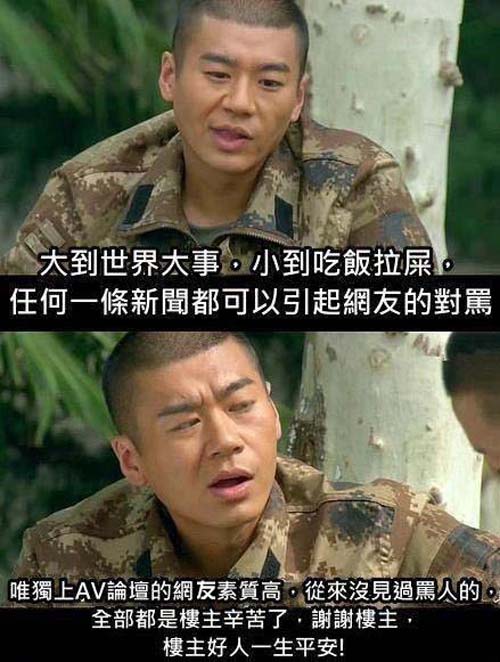 大到世界大事，小到吃飯拉屎，
任何一條新聞都可以引起網友的對罵
唯獨上AV論壇的網友素質高，從來沒見過罵人的，
全部都是樓主辛苦了，謝謝樓主，
樓主好人一生平安!